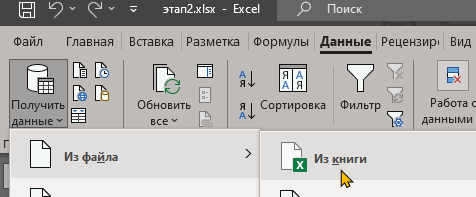 этап2.xlsx - Excel
Поиск
Файл Главная Вставка Разметка Формулы Данные Рецензиро Вид
Получить данные
Обновить все
Сортировка
Фильтр
Работа с данными
Из файла
Из книги